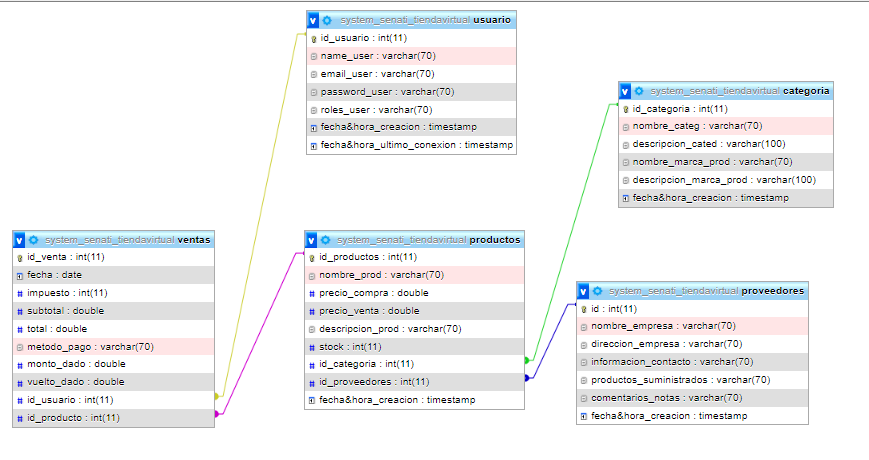 system_senati_tiendavirtual usuario
id_usuario : int(11)
name_user : varchar(70)
email_user : varchar(70)
password_user : varchar(70)
roles_user : varchar(70)
fecha&hora_creacion : timestamp
fecha&hora_ultimo_conexion : timestamp
system_senati_tiendavirtual categoria
id_categoria : int(11)
nombre_categ : varchar(70)
descripcion_cated : varchar(100)
nombre_marca_prod : varchar(70)
descripcion_marca_prod : varchar(100)
fecha&hora_creacion : timestamp
system_senati_tiendavirtual ventas
id_venta : int(11)
fecha : date
impuesto : int(11)
subtotal : double
total : double
metodo_pago : varchar(70)
monto_dado : double
vuelto_dado : double
id_usuario : int(11)
id_producto : int(11)
system_senati_tiendavirtual productos
id_productos : int(11)
nombre_prod : varchar(70)
precio_compra : double
precio_venta : double
descripcion_prod : varchar(70)
stock : int(11)
id_categoria : int(11)
id_proveedores : int(11)
fecha&hora_creacion : timestamp
system_senati_tiendavirtual proveedores
id : int(11)
nombre_empresa : varchar(70)
direccion_empresa : varchar(70)
informacion_contacto : varchar(70)
productos_suministrados : varchar(70)
comentarios_notas : varchar(70)
fecha&hora_creacion : timestamp